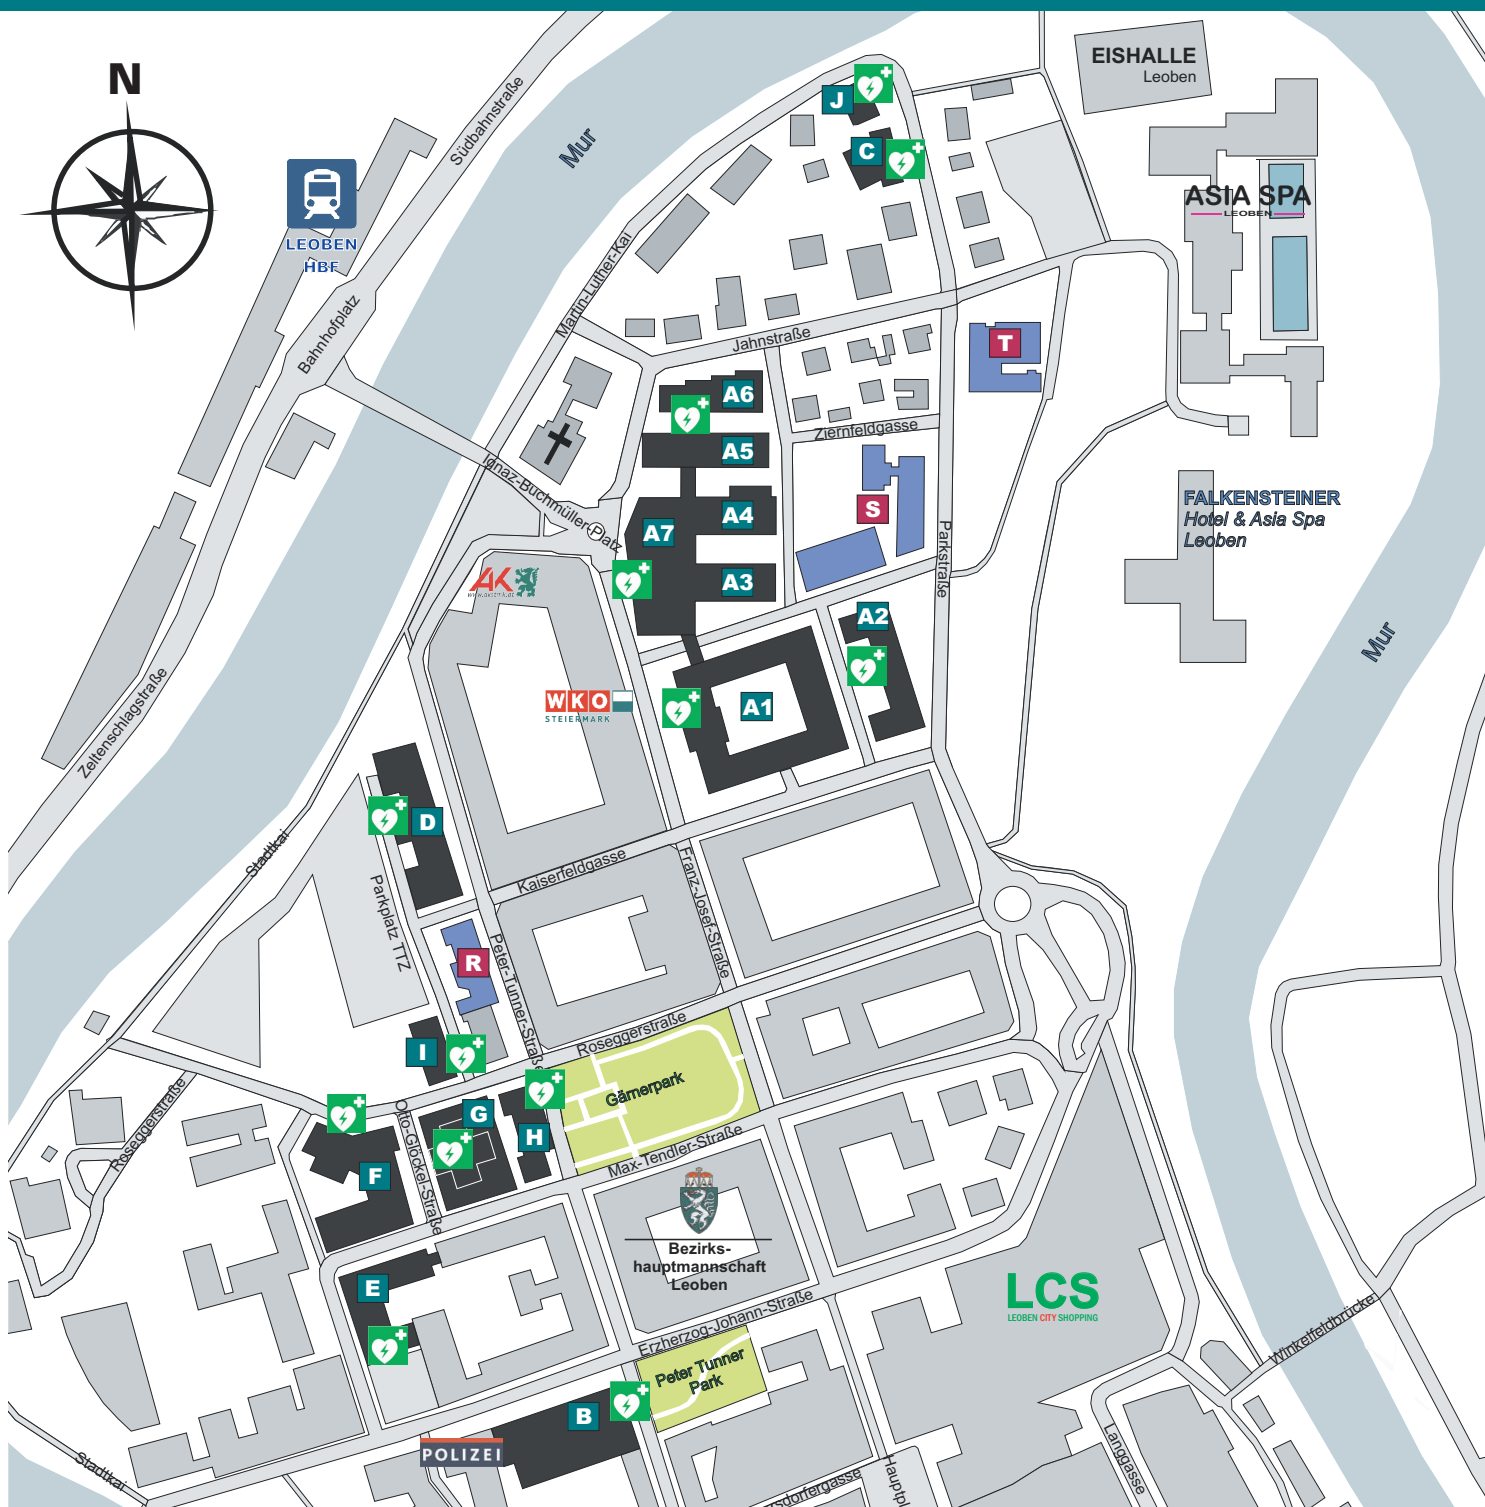 N
EISHALLE
Leoben
Südbahnstraße
Mur
J
C
LEOBEN
HBF
ASIA SPA
LEOBEN
Martin-Luther-Kai
Bahnhofplatz
Jahnstraße
T
A6
Ziernfeldgasse
A5
Ignaz-Buchmüller-Platz
S
FALKENSTEINER
Hotel & Asia Spa
Leoben
A4
A7
Parkstraße
AK
A3
A2
Mur
WKO
STEIERMARK
A1
Zeltenschlagstraße
D
Stadtkai
Kaiserfeldgasse
Franz-Josef-Straße
Parkplatz TTZ
R
Peter-Tunner-Straße
Roseggerstraße
I
Gärnerpark
Roseggerstraße
Otto-Glöckel-Straße
G
H
Max-Tendler-Straße
F
Bezirks-
hauptmannschaft
Leoben
E
LCS
LEOBEN CITY SHOPPING
Erzherzog-Johann-Straße
Winkelfeldbrücke
Peter Tunner
Park
B
POLIZEI
Stadtkai
Langgasse